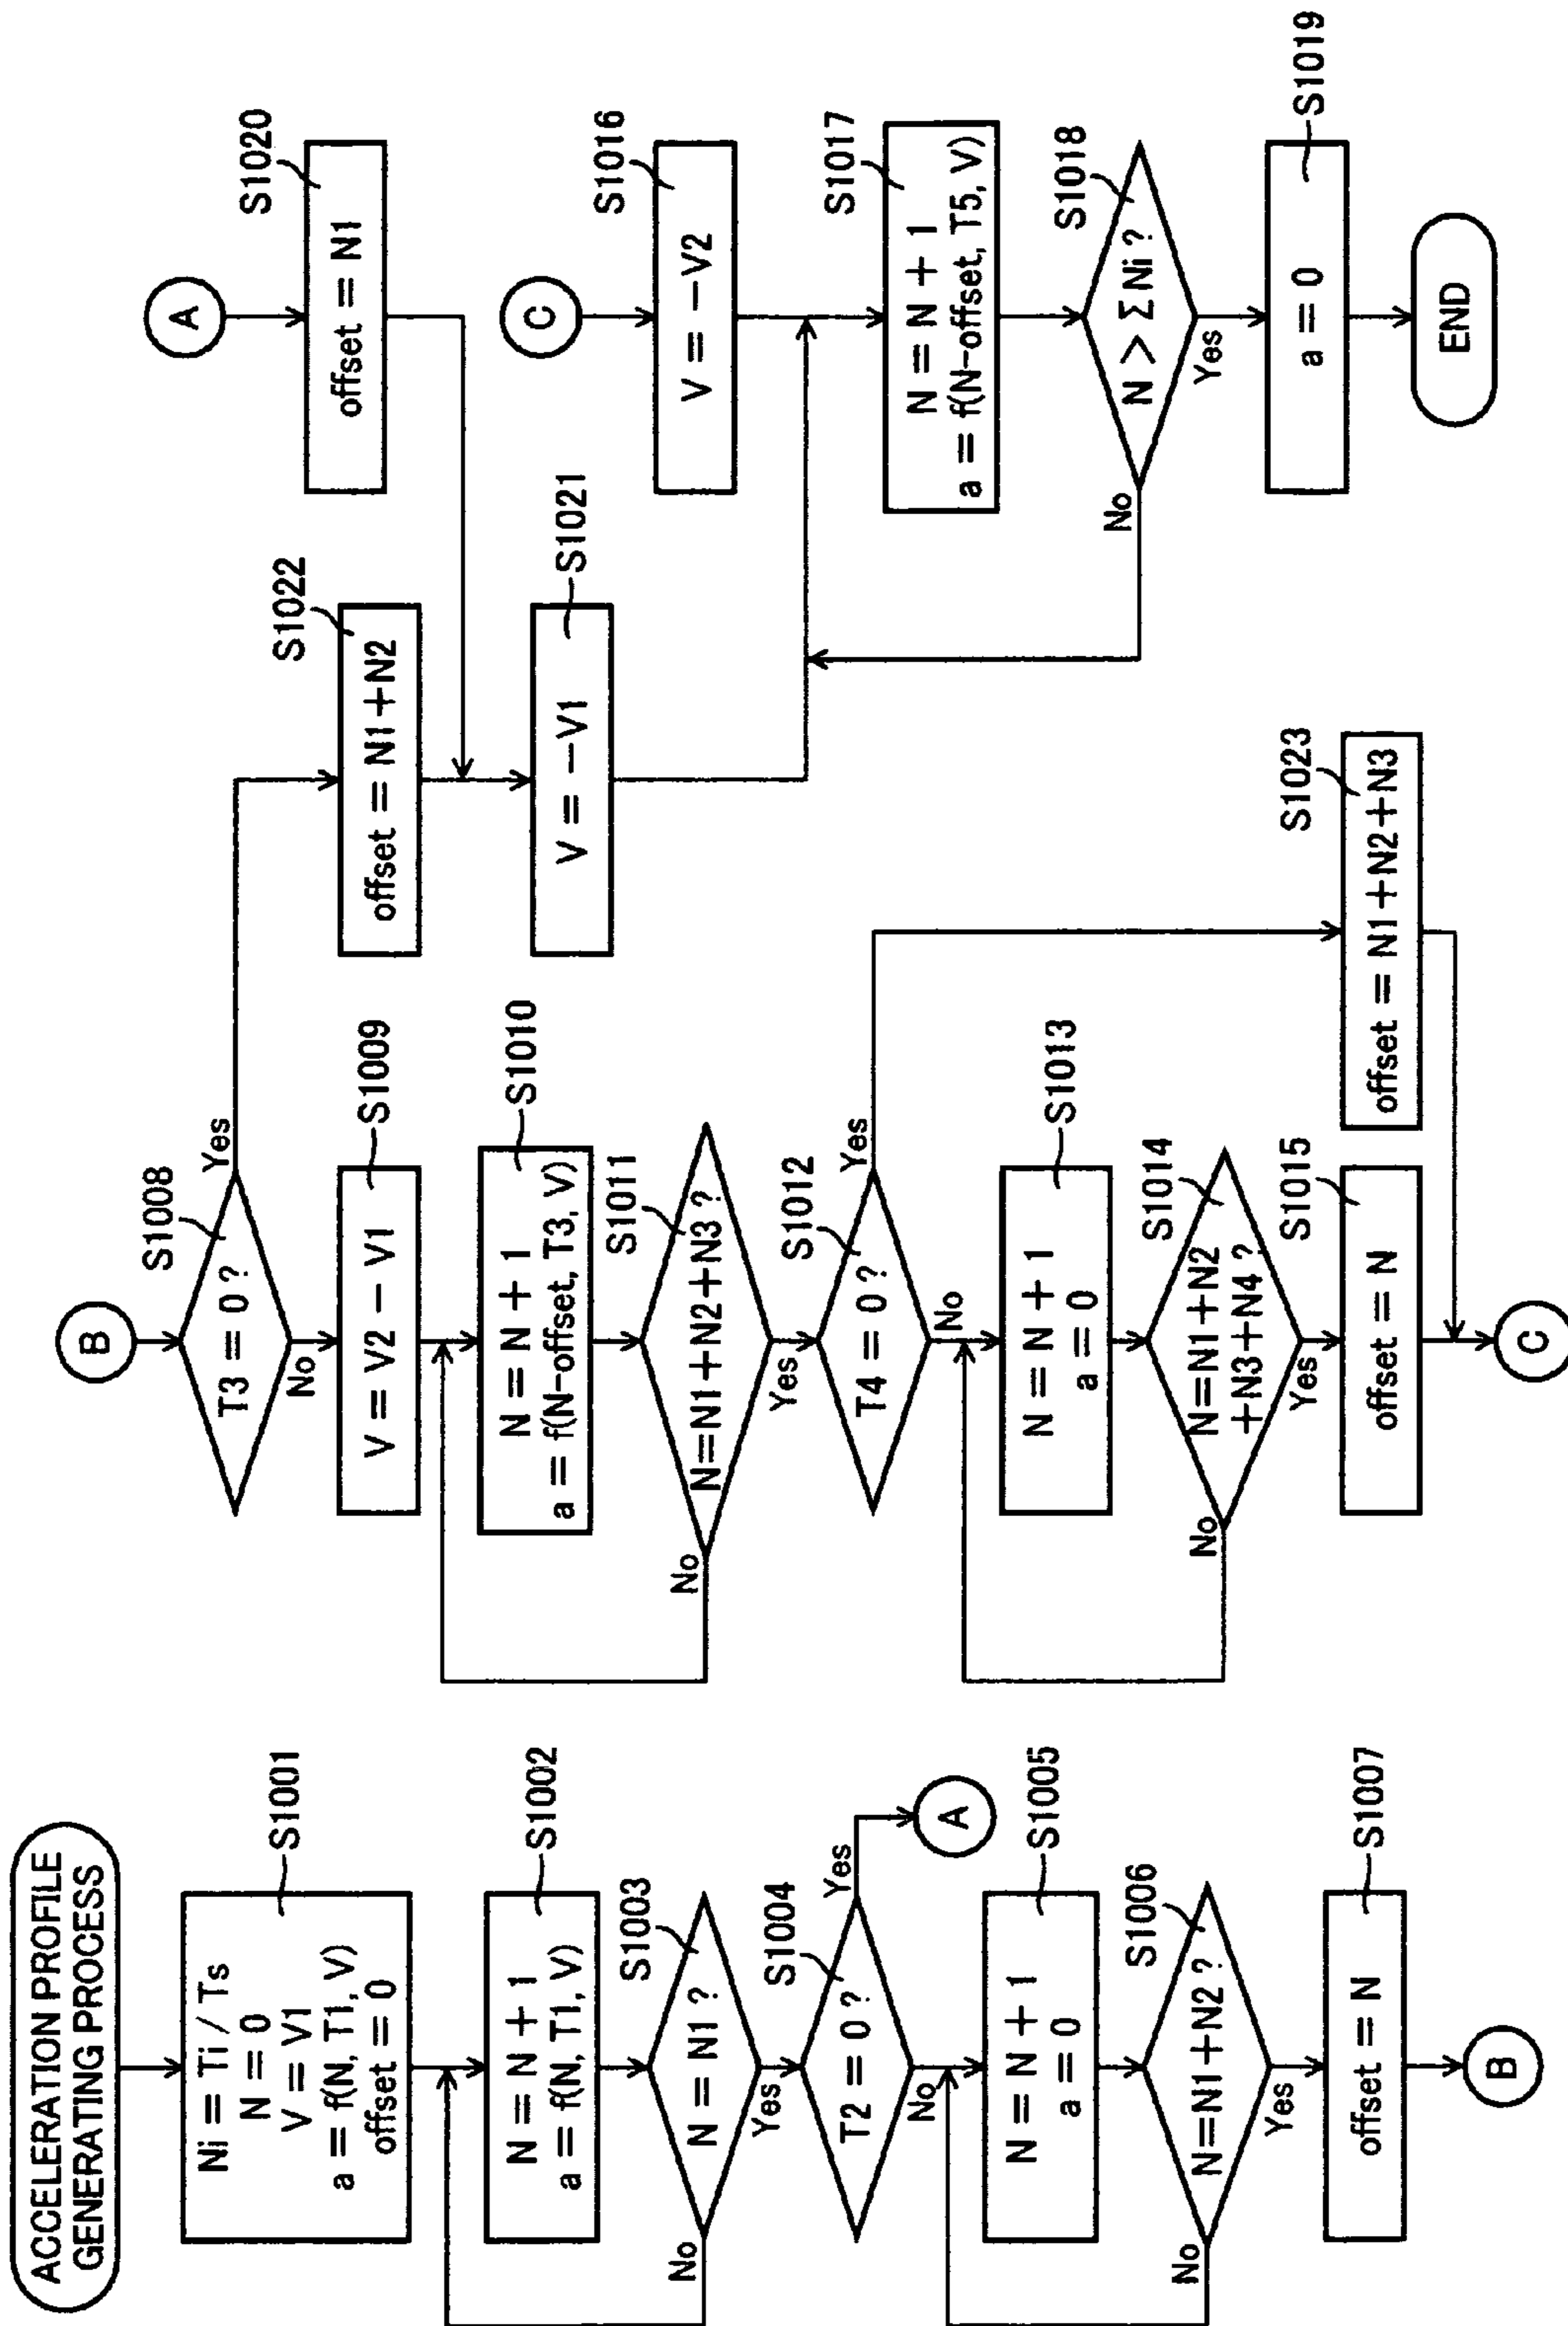 ACCELERATION PROFILE
GENERATING PROCESS
S1001
Ni = Ti / Ts
N = 0
V = V1
a = f(N, T1, V)
offset = 0
S1002
N = N + 1
a = f(N, T1, V)
S1003
N = N1 ?
No
Yes
S1004
T2 = 0 ?
Yes
A
No
S1005
N = N + 1
a = 0
S1006
N=N1+N2 ?
No
Yes
S1007
offset = N
B
B
S1008
T3 = 0 ?
Yes
No
S1009
V = V2 − V1
S1010
N = N + 1
a = f(N-offset, T3, V)
S1011
N=N1+N2+N3 ?
No
Yes
S1012
T4 = 0 ?
Yes
No
S1013
N = N + 1
a = 0
S1014
N=N1+N2
+N3+N4 ?
No
Yes
S1015
offset = N
C
S1023
offset = N1+N2+N3
S1022
offset = N1+N2
S1021
V = −V1
A
S1020
offset = N1
C
S1016
V = −V2
S1017
N = N + 1
a = f(N-offset, T5, V)
S1018
N > Σ Ni ?
No
Yes
S1019
a = 0
END